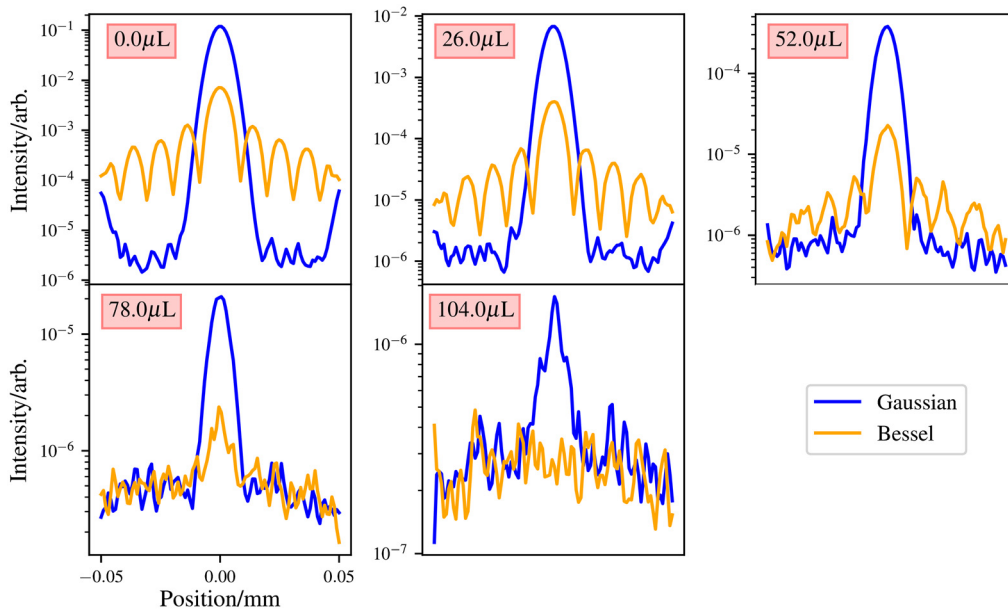 Intensity/arb.
10⁻¹
10⁻²
10⁻³
10⁻⁴
10⁻⁵
10⁻⁶
0.0μL
10⁻²
10⁻³
10⁻⁴
10⁻⁵
10⁻⁶
26.0μL
10⁻⁴
10⁻⁵
10⁻⁶
52.0μL
Intensity/arb.
10⁻⁵
10⁻⁶
78.0μL
−0.05
0.00
0.05
Position/mm
10⁻⁶
10⁻⁷
104.0μL
Gaussian
Bessel